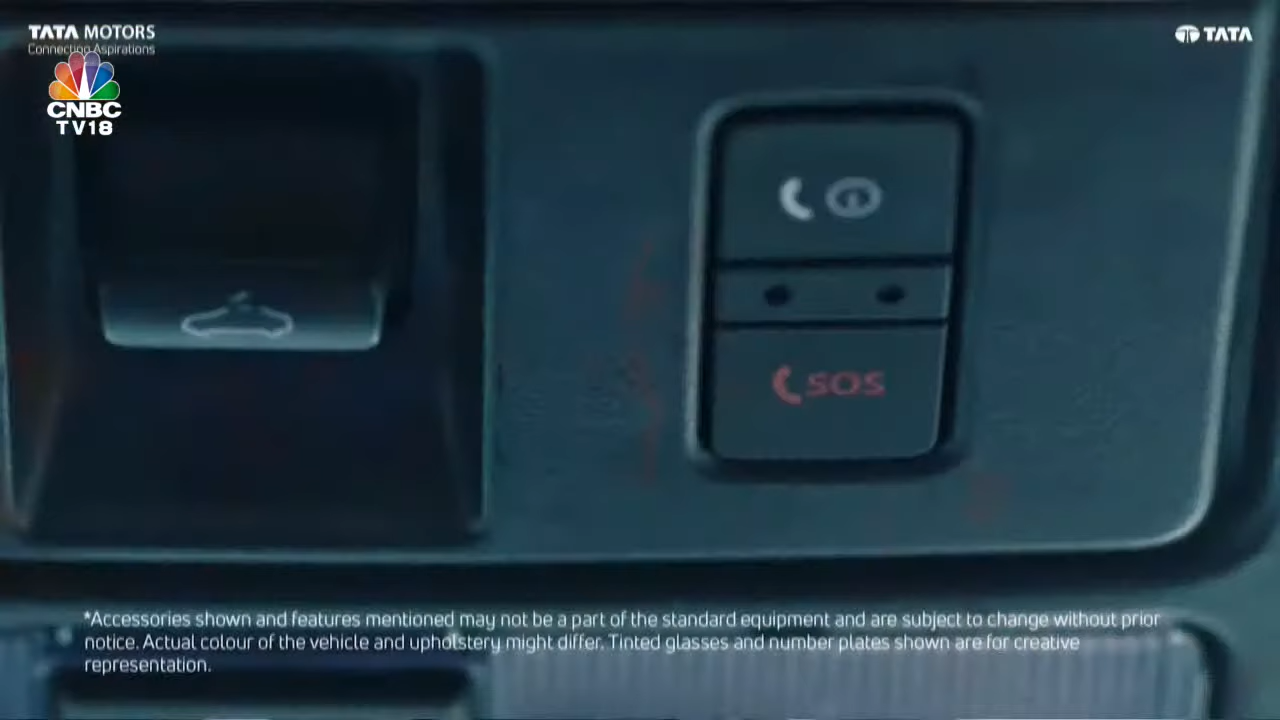 TATA MOTORS
Connecting Aspirations
TATA
CNBC
TV18
SOS
*Accessories shown and features mentioned may not be a part of the standard equipment and are subject to change without prior
notice. Actual colour of the vehicle and upholstery might differ. Tinted glasses and number plates shown are for creative
representation.